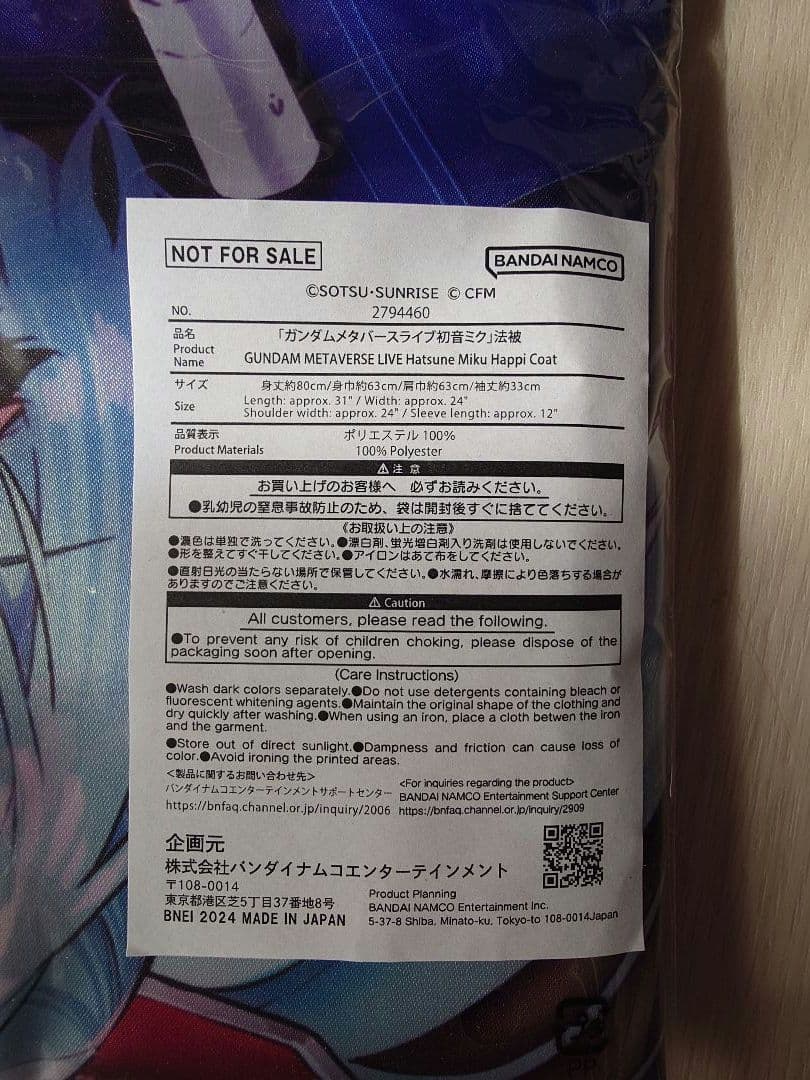 NOT FOR SALE
BANDAI NAMCO
©SOTSU・SUNRISE © CFM
NO. 2794460
品名 「ガンダムメタバースライブ初音ミク」法被
Product Name GUNDAM METAVERSE LIVE Hatsune Miku Happi Coat
サイズ 身丈約80cm/身巾約63cm/肩巾約63cm/袖丈約33cm
Size Length: approx. 31" / Width: approx. 24"
Shoulder width: approx. 24" / Sleeve length: approx. 12"
品質表示 ポリエステル 100%
Product Materials 100% Polyester
⚠注 意
お買い上げのお客様へ 必ずお読みください。
●乳幼児の窒息事故防止のため、袋は開封後すぐに捨ててください。
《お取扱い上の注意》
●濃色は単独で洗ってください。●漂白剤、蛍光増白剤入り洗剤は使用しないでください。
●形を整えてすぐ干してください。●アイロンはあて布をしてください。
●直射日光の当たらない場所で保管してください。●水濡れ、摩擦により色落ちする場合が
ありますのでご注意ください。
⚠ Caution
All customers, please read the following.
●To prevent any risk of children choking, please dispose of the
packaging soon after opening.
(Care Instructions)
●Wash dark colors separately.●Do not use detergents containing bleach or
fluorescent whitening agents.●Maintain the original shape of the clothing and
dry quickly after washing.●When using an iron, place a cloth betwen the iron
and the garment.
●Store out of direct sunlight.●Dampness and friction can cause loss of
color.●Avoid ironing the printed areas.
<製品に関するお問い合わせ先>
バンダイナムコエンターテインメントサポートセンター
https://bnfaq.channel.or.jp/inquiry/2006
<For inquiries regarding the product>
BANDAI NAMCO Entertainment Support Center
https://bnfaq.channel.or.jp/inquiry/2909
企画元
株式会社バンダイナムコエンターテインメント
〒108-0014
東京都港区芝5丁目37番地8号
BNEI 2024 MADE IN JAPAN
Product Planning
BANDAI NAMCO Entertainment Inc.
5-37-8 Shiba, Minato-ku, Tokyo-to 108-0014Japan
PP